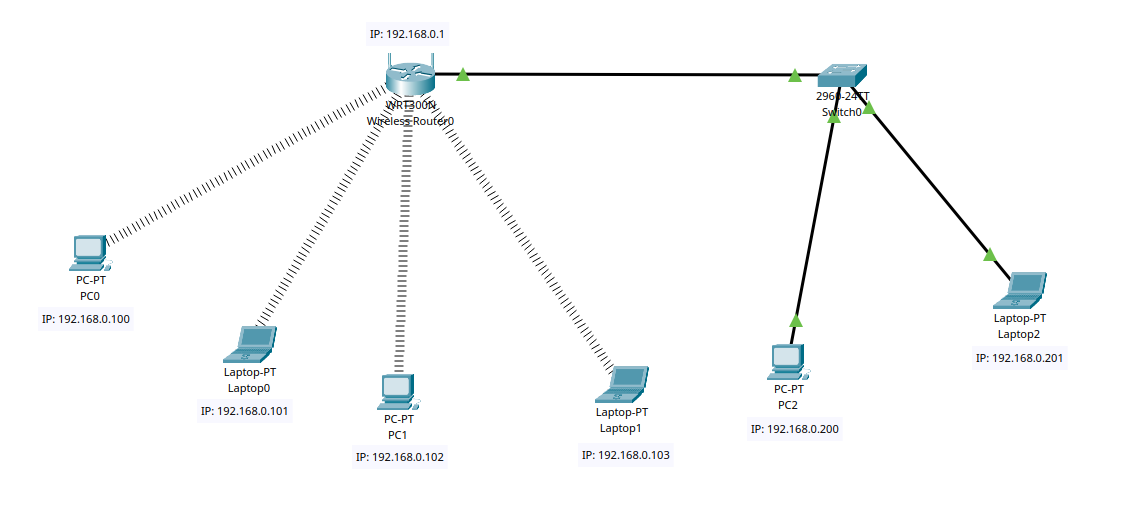 IP: 192.168.0.1
WRT300N
Wireless Router0
2960-24TT
Switch0
PC-PT
PC0
IP: 192.168.0.100
Laptop-PT
Laptop0
IP: 192.168.0.101
PC-PT
PC1
IP: 192.168.0.102
Laptop-PT
Laptop1
IP: 192.168.0.103
PC-PT
PC2
IP: 192.168.0.200
Laptop-PT
Laptop2
IP: 192.168.0.201